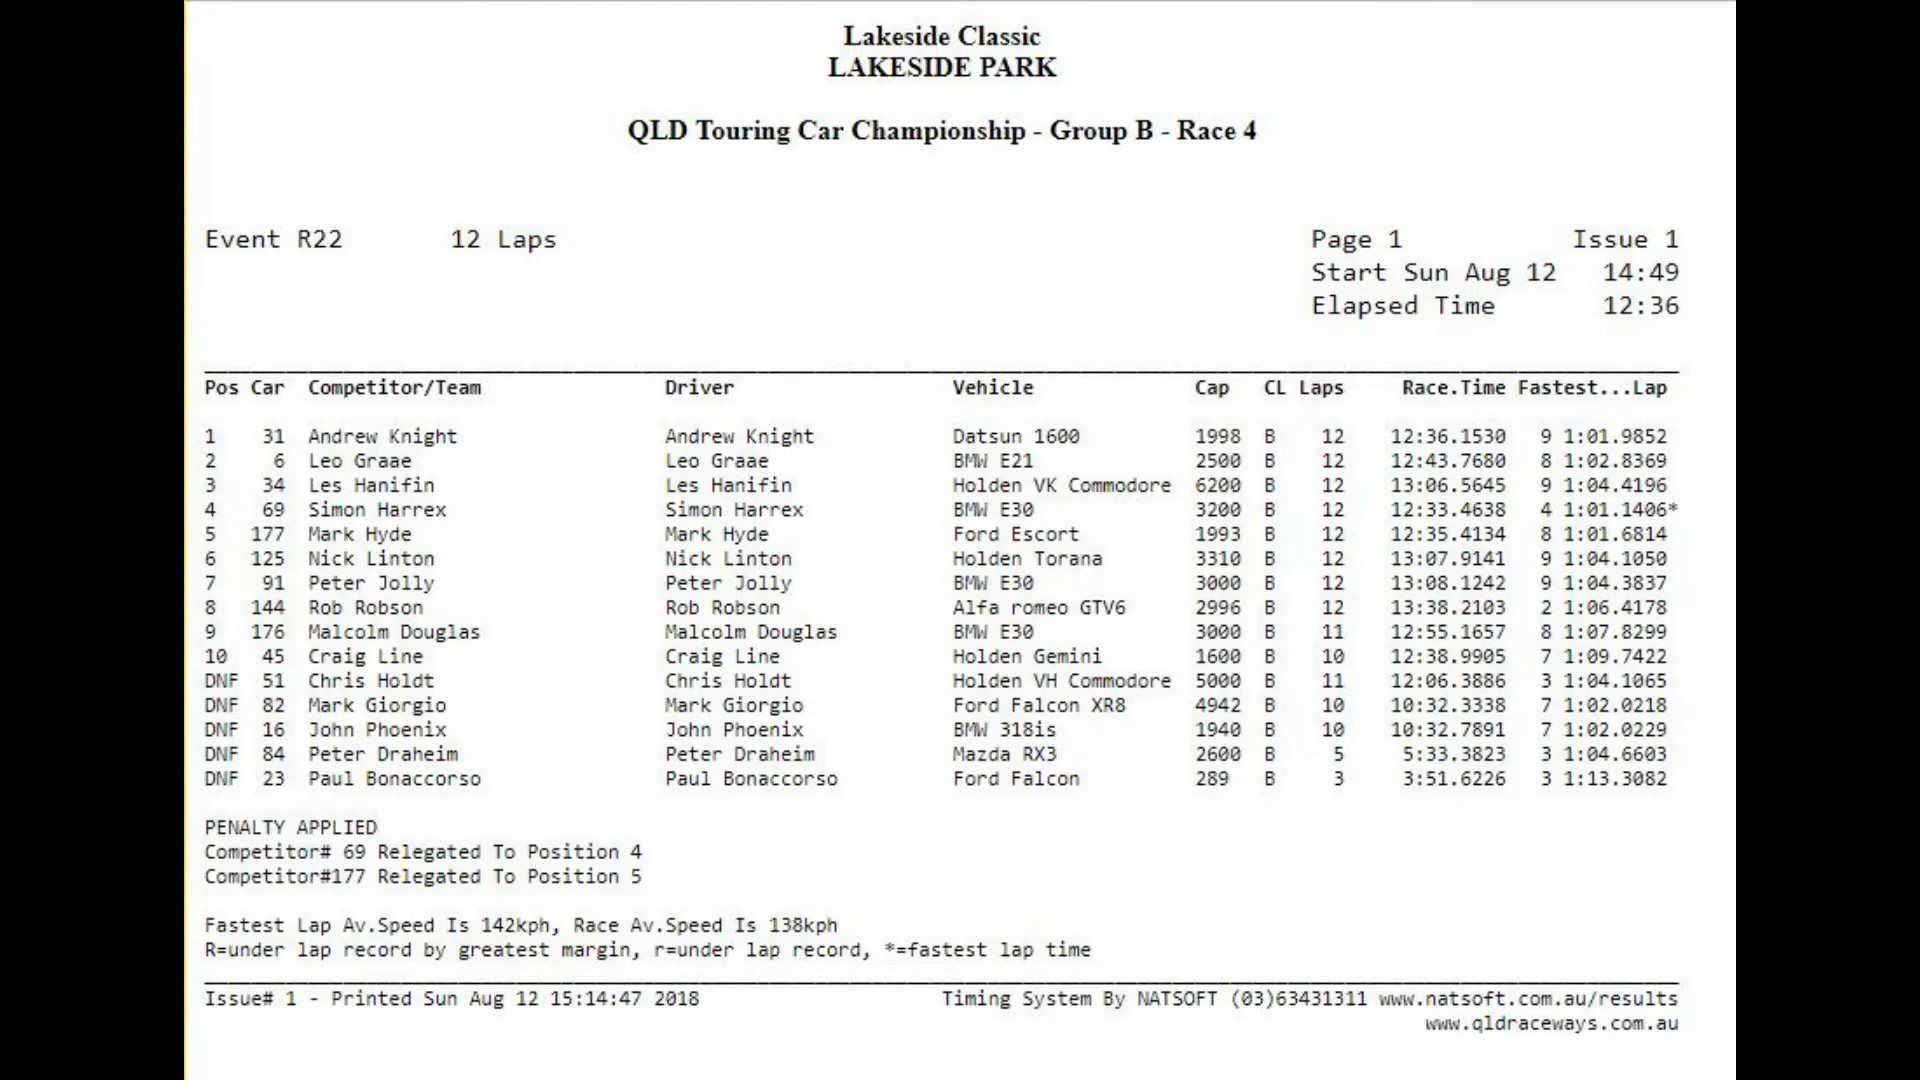 Lakeside Classic
LAKESIDE PARK
QLD Touring Car Championship - Group B - Race 4
Event R22 12 Laps Page 1 Issue 1
Start Sun Aug 12 14:49
Elapsed Time 12:36
Pos Car Competitor/Team Driver Vehicle Cap CL Laps Race.Time Fastest...Lap
1 31 Andrew Knight Andrew Knight Datsun 1600 1998 B 12 12:36.1530 9 1:01.9852
2 6 Leo Graae Leo Graae BMW E21 2500 B 12 12:43.7680 8 1:02.8369
3 34 Les Hanifin Les Hanifin Holden VK Commodore 6200 B 12 13:06.5645 9 1:04.4196
4 69 Simon Harrex Simon Harrex BMW E30 3200 B 12 12:33.4638 4 1:01.1406*
5 177 Mark Hyde Mark Hyde Ford Escort 1993 B 12 12:35.4134 8 1:01.6814
6 125 Nick Linton Nick Linton Holden Torana 3310 B 12 13:07.9141 9 1:04.1050
7 91 Peter Jolly Peter Jolly BMW E30 3000 B 12 13:08.1242 9 1:04.3837
8 144 Rob Robson Rob Robson Alfa romeo GTV6 2996 B 12 13:38.2103 2 1:06.4178
9 176 Malcolm Douglas Malcolm Douglas BMW E30 3000 B 11 12:55.1657 8 1:07.8299
10 45 Craig Line Craig Line Holden Gemini 1600 B 10 12:38.9905 7 1:09.7422
DNF 51 Chris Holdt Chris Holdt Holden VH Commodore 5000 B 11 12:06.3886 3 1:04.1065
DNF 82 Mark Giorgio Mark Giorgio Ford Falcon XR8 4942 B 10 10:32.3338 7 1:02.0218
DNF 16 John Phoenix John Phoenix BMW 318is 1940 B 10 10:32.7891 7 1:02.0229
DNF 84 Peter Draheim Peter Draheim Mazda RX3 2600 B 5 5:33.3823 3 1:04.6603
DNF 23 Paul Bonaccorso Paul Bonaccorso Ford Falcon 289 B 3 3:51.6226 3 1:13.3082
PENALTY APPLIED
Competitor# 69 Relegated To Position 4
Competitor#177 Relegated To Position 5
Fastest Lap Av.Speed Is 142kph, Race Av.Speed Is 138kph
R=under lap record by greatest margin, r=under lap record, *=fastest lap time
Issue# 1 - Printed Sun Aug 12 15:14:47 2018 Timing System By NATSOFT (03)63431311 www.natsoft.com.au/results
www.qldraceways.com.au